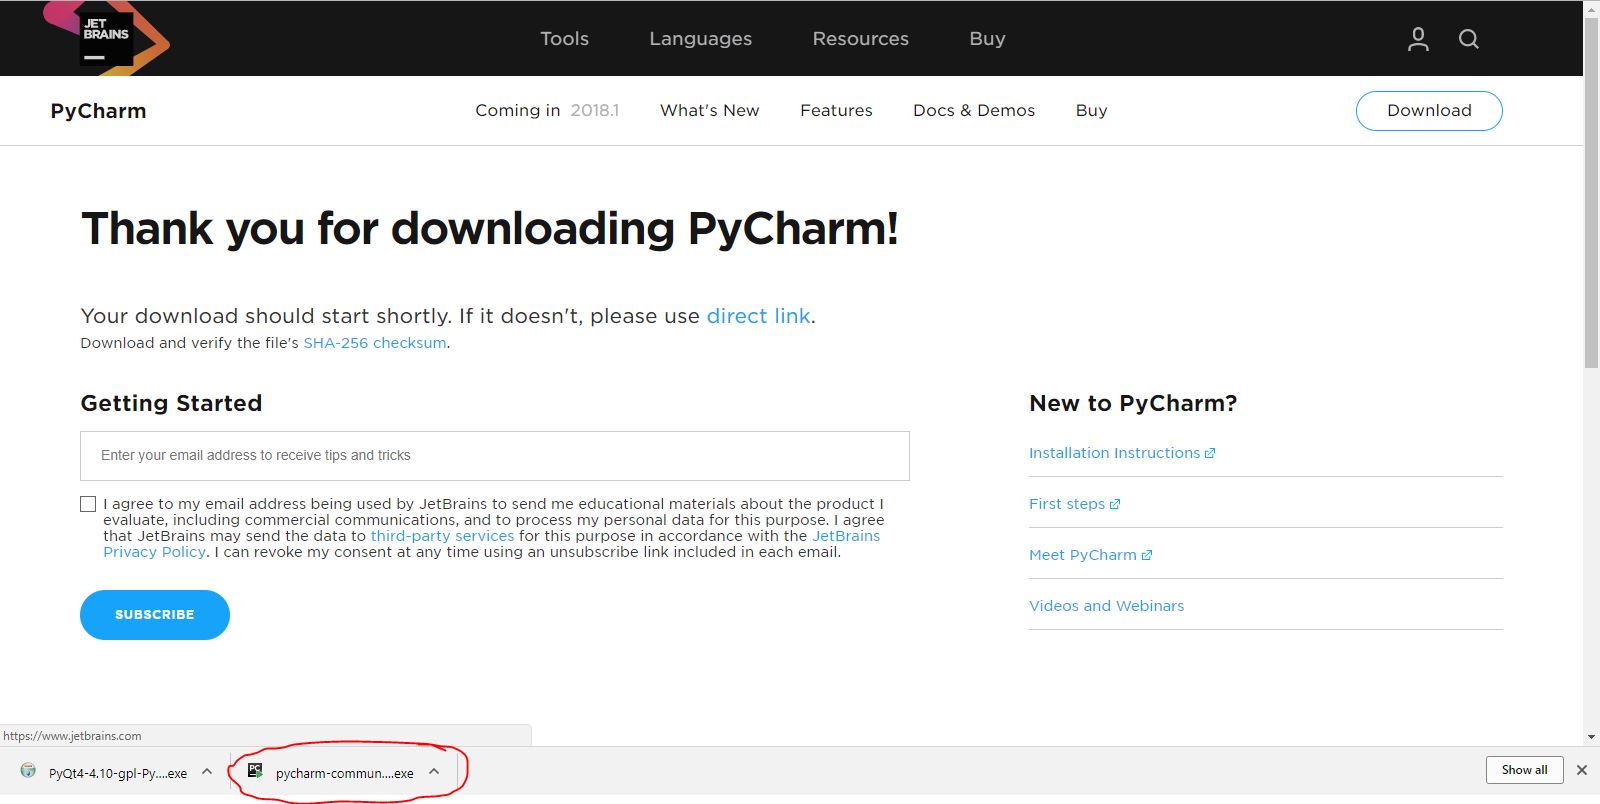 JET
BRAINS
Tools Languages Resources Buy
PyCharm Coming in 2018.1 What's New Features Docs & Demos Buy Download
Thank you for downloading PyCharm!
Your download should start shortly. If it doesn't, please use direct link.
Download and verify the file's SHA-256 checksum.
Getting Started
Enter your email address to receive tips and tricks
I agree to my email address being used by JetBrains to send me educational materials about the product I
evaluate, including commercial communications, and to process my personal data for this purpose. I agree
that JetBrains may send the data to third-party services for this purpose in accordance with the JetBrains
Privacy Policy. I can revoke my consent at any time using an unsubscribe link included in each email.
SUBSCRIBE
New to PyCharm?
Installation Instructions
First steps
Meet PyCharm
Videos and Webinars
https://www.jetbrains.com
PyQt4-4.10-gpl-Py....exe PC pycharm-commun....exe Show all